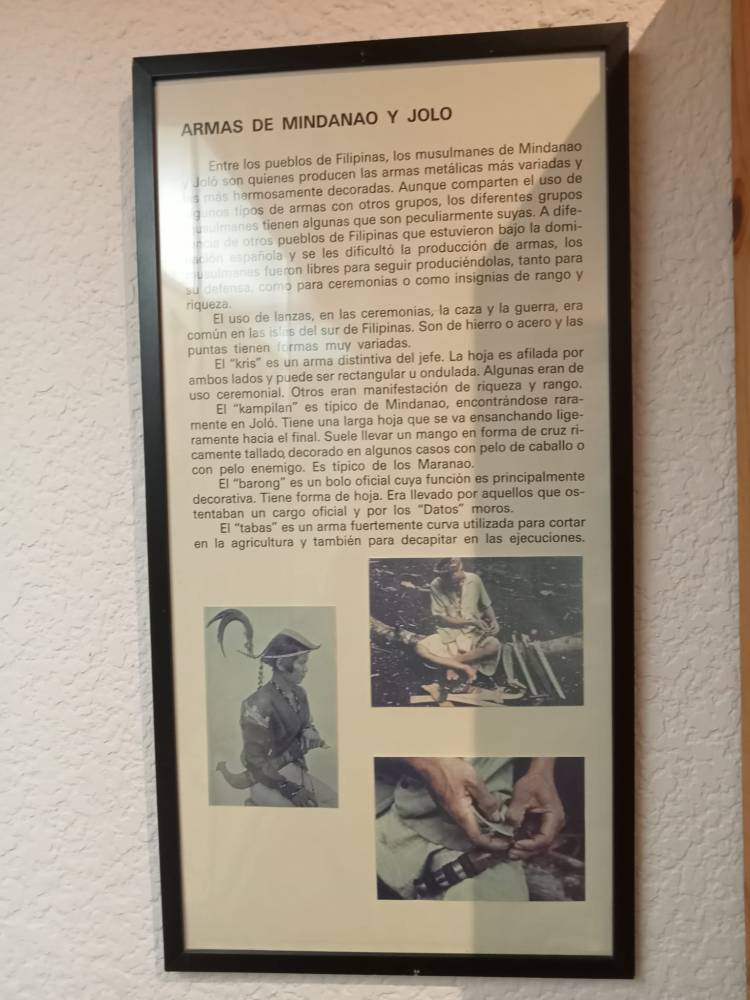 ARMAS DE MINDANAO Y JOLO
Entre los pueblos de Filipinas, los musulmanes de Mindanao
y Joló son quienes producen las armas metálicas más variadas y
las más hermosamente decoradas. Aunque comparten el uso de
algunos tipos de armas con otros grupos, los diferentes grupos
musulmanes tienen algunas que son peculiarmente suyas. A dife-
rencia de otros pueblos de Filipinas que estuvieron bajo la domi-
nación española y se les dificultó la producción de armas, los
musulmanes fueron libres para seguir produciéndolas, tanto para
su defensa, como para ceremonias o como insignias de rango y
riqueza.
El uso de lanzas, en las ceremonias, la caza y la guerra, era
común en las islas del sur de Filipinas. Son de hierro o acero y las
puntas tienen formas muy variadas.
El "kris" es un arma distintiva del jefe. La hoja es afilada por
ambos lados y puede ser rectangular u ondulada. Algunas eran de
uso ceremonial. Otros eran manifestación de riqueza y rango.
El "kampilan" es típico de Mindanao, encontrándose rara-
mente en Joló. Tiene una larga hoja que se va ensanchando lige-
ramente hacia el final. Suele llevar un mango en forma de cruz ri-
camente tallado, decorado en algunos casos con pelo de caballo o
con pelo enemigo. Es típico de los Maranao.
El "barong" es un bolo oficial cuya función es principalmente
decorativa. Tiene forma de hoja. Era llevado por aquellos que os-
tentaban un cargo oficial y por los "Datos" moros.
El "tabas" es un arma fuertemente curva utilizada para cortar
en la agricultura y también para decapitar en las ejecuciones.